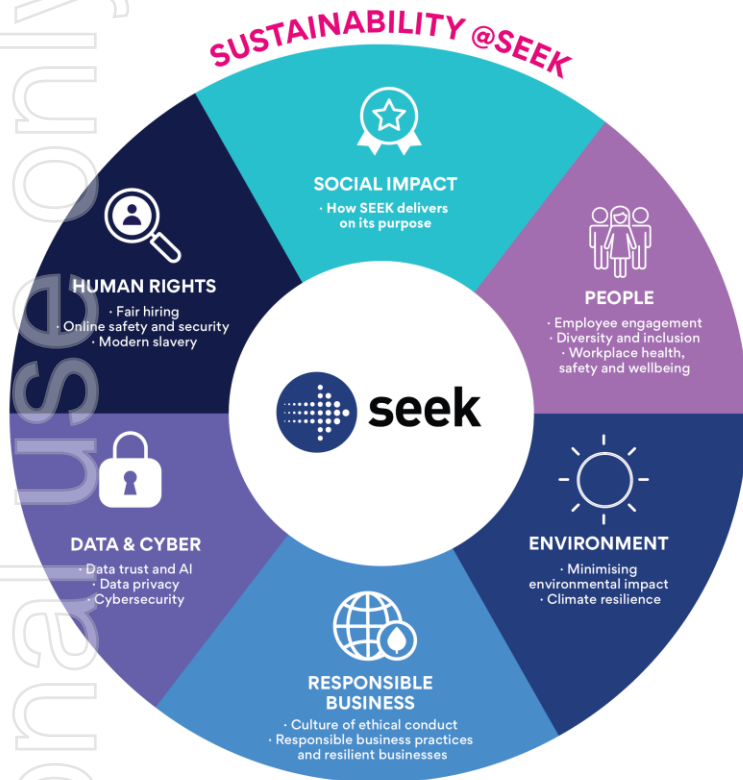 SUSTAINABILITY @SEEK
SOCIAL IMPACT
· How SEEK delivers
on its purpose
PEOPLE
· Employee engagement
· Diversity and inclusion
· Workplace health,
safety and wellbeing
ENVIRONMENT
· Minimising
environmental impact
· Climate resilience
RESPONSIBLE
BUSINESS
· Culture of ethical conduct
· Responsible business practices
and resilient businesses
DATA & CYBER
· Data trust and AI
· Data privacy
· Cybersecurity
HUMAN RIGHTS
· Fair hiring
· Online safety and security
· Modern slavery
seek
onal use only